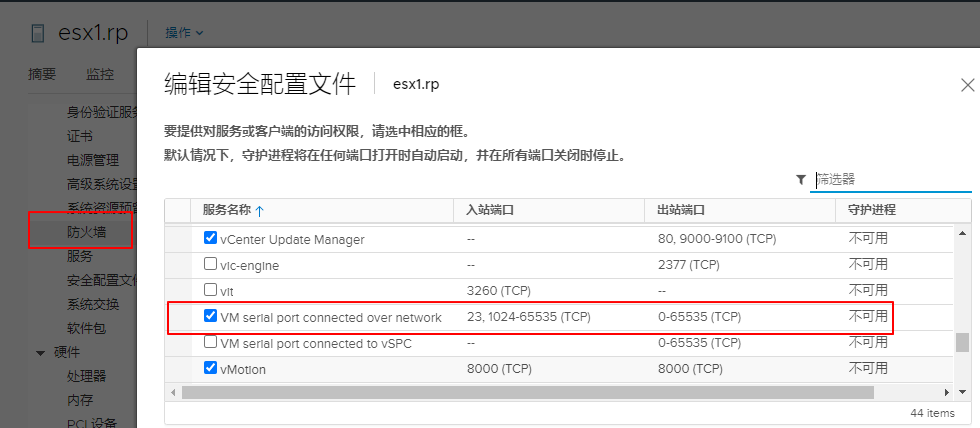 esx1.rp 操作
摘要 监控
身份验证服务
证书
电源管理
高级系统设置
系统资源预留
防火墙
服务
安全配置文件
系统交换
软件包
硬件
处理器
内存
PCI 设备
编辑安全配置文件 esx1.rp
要提供对服务或客户端的访问权限，请选中相应的框。
默认情况下，守护进程将在任何端口打开时自动启动，并在所有端口关闭时停止。
筛选器
服务名称 入站端口 出站端口 守护进程
vCenter Update Manager -- 80, 9000-9100 (TCP) 不可用
vic-engine -- 2377 (TCP) 不可用
vit 3260 (TCP) -- 不可用
VM serial port connected over network 23, 1024-65535 (TCP) 0-65535 (TCP) 不可用
VM serial port connected to vSPC -- 0-65535 (TCP) 不可用
vMotion 8000 (TCP) 8000 (TCP) 不可用
44 items